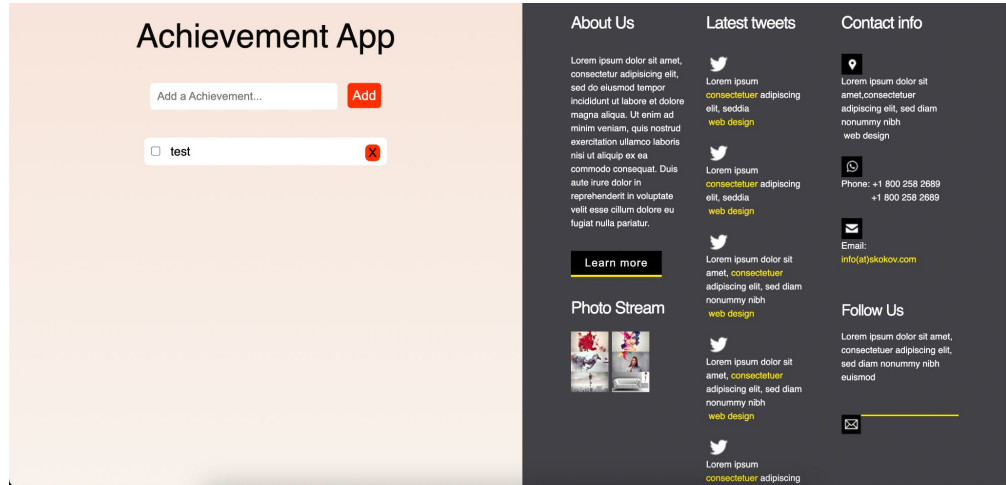 Achievement App
Add a Achievement...
Add
test
X
About Us
Lorem ipsum dolor sit amet,
consectetur adipisicing elit,
sed do eiusmod tempor
incididunt ut labore et dolore
magna aliqua. Ut enim ad
minim veniam, quis nostrud
exercitation ullamco laboris
nisi ut aliquip ex ea
commodo consequat. Duis
aute irure dolor in
reprehenderit in voluptate
velit esse cillum dolore eu
fugiat nulla pariatur.
Learn more
Photo Stream
Latest tweets
Lorem ipsum
consectetuer adipiscing
elit, seddia
web design
Lorem ipsum
consectetuer adipiscing
elit, seddia
web design
Lorem ipsum dolor sit
amet, consectetuer
adipiscing elit, sed diam
nonummy nibh
web design
Lorem ipsum dolor sit
amet, consectetuer
adipiscing elit, sed diam
nonummy nibh
web design
Lorem ipsum
consectetuer adipiscing
Contact info
Lorem ipsum dolor sit
amet,consectetuer
adipiscing elit, sed diam
nonummy nibh
web design
Phone: +1 800 258 2689
+1 800 258 2689
Email:
info(at)skokov.com
Follow Us
Lorem ipsum dolor sit amet,
consectetuer adipiscing elit,
sed diam nonummy nibh
euismod